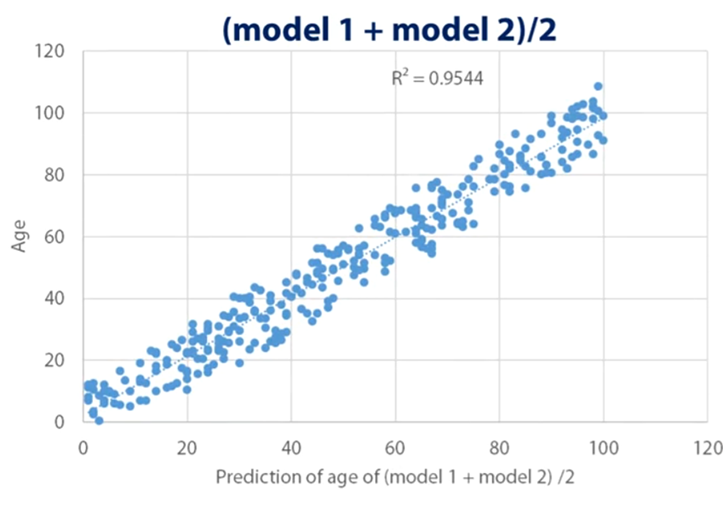 (model 1 + model 2)/2
120
R² = 0.9544
100
80
60
40
20
0
Age
0 20 40 60 80 100 120
Prediction of age of (model 1 + model 2) /2